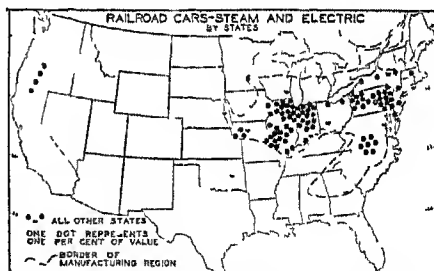 RAILROAD CARS-STEAM AND ELECTRIC
BY STATES
ALL OTHER STATES
ONE DOT REPRESENTS
ONE PER CENT OF VALUE
BORDER OF
MANUFACTURING REGION